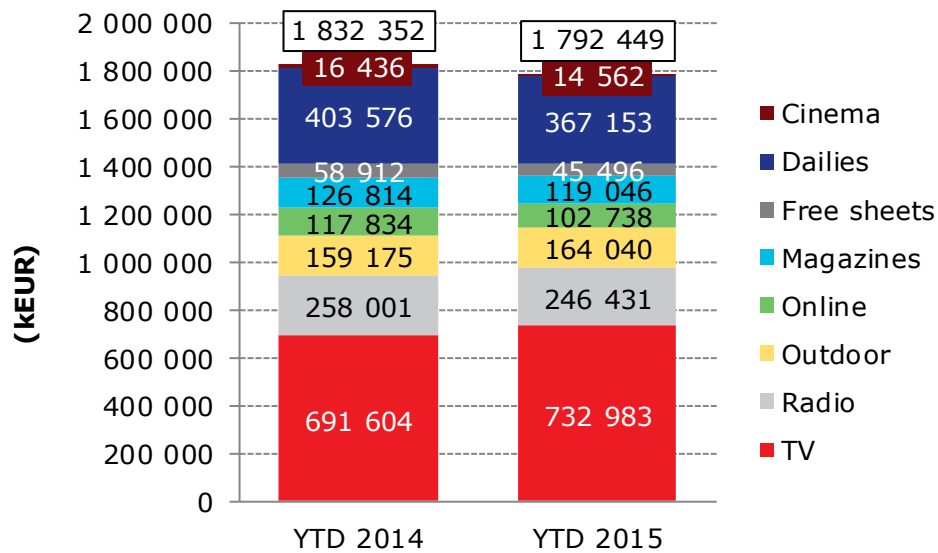 (kEUR)
2 000 000
1 800 000
1 600 000
1 400 000
1 200 000
1 000 000
800 000
600 000
400 000
200 000
0
1 832 352
16 436
403 576
58 912
126 814
117 834
159 175
258 001
691 604
YTD 2014
1 792 449
14 562
367 153
45 496
119 046
102 738
164 040
246 431
732 983
YTD 2015
Cinema
Dailies
Free sheets
Magazines
Online
Outdoor
Radio
TV